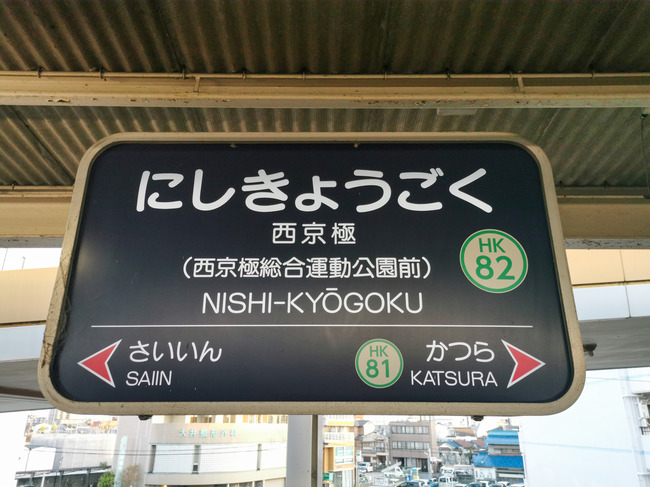 にしきょうごく
西京極
(西京極総合運動公園前)
HK
82
NISHI-KYŌGOKU
さいいん
SAIIN
HK
81
かつら
KATSURA